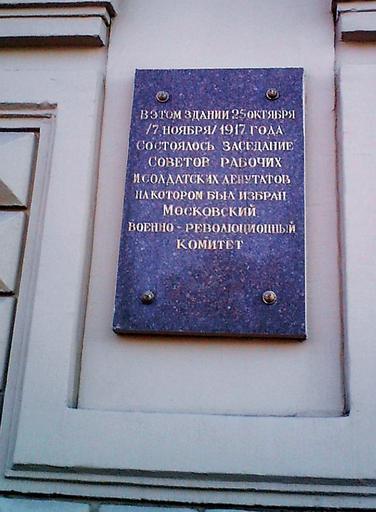 В ЭТОМ ЗДАНИИ 25 ОКТЯБРЯ
/7 НОЯБРЯ/ 1917 ГОДА
СОСТОЯЛОСЬ ЗАСЕДАНИЕ
СОВЕТОВ РАБОЧИХ
И СОЛДАТСКИХ ДЕПУТАТОВ
НА КОТОРОМ БЫЛ ИЗБРАН
МОСКОВСКИЙ
ВОЕННО-РЕВОЛЮЦИОННЫЙ
КОМИТЕТ